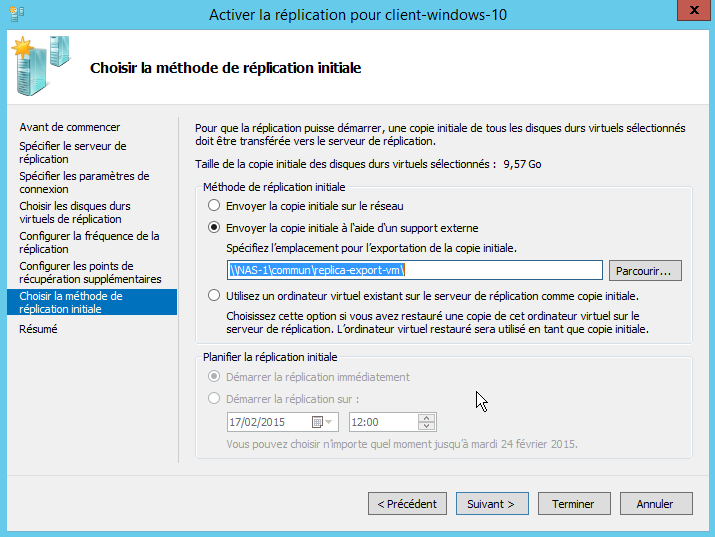 Activer la réplication pour client-windows-10
x
Choisir la méthode de réplication initiale
Avant de commencer
Spécifier le serveur de
réplication
Spécifier les paramètres de
connexion
Choisir les disques durs
virtuels de réplication
Configurer la fréquence de la
réplication
Configurer les points de
récupération supplémentaires
Choisir la méthode de
réplication initiale
Résumé
Pour que la réplication puisse démarrer, une copie initiale de tous les disques durs virtuels sélectionnés
doit être transférée vers le serveur de réplication.
Taille de la copie initiale des disques durs virtuels sélectionnés : 9,57 Go
Méthode de réplication initiale
Envoyer la copie initiale sur le réseau
Envoyer la copie initiale à l'aide d'un support externe
Spécifiez l'emplacement pour l'exportation de la copie initiale.
\\NAS-1\commun\replica-export-vm\
Parcourir...
Utilisez un ordinateur virtuel existant sur le serveur de réplication comme copie initiale.
Choisissez cette option si vous avez restauré une copie de cet ordinateur virtuel sur le
serveur de réplication. L'ordinateur virtuel restauré sera utilisé en tant que copie initiale.
Planifier la réplication initiale
Démarrer la réplication immédiatement
Démarrer la réplication sur :
17/02/2015 12:00
Vous pouvez choisir n'importe quel moment jusqu'à mardi 24 février 2015.
< Précédent Suivant > Terminer Annuler